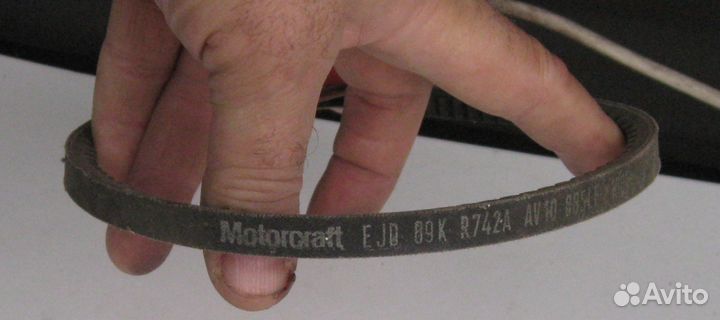 Motorcraft EJD 89K R742A AV10
Avito